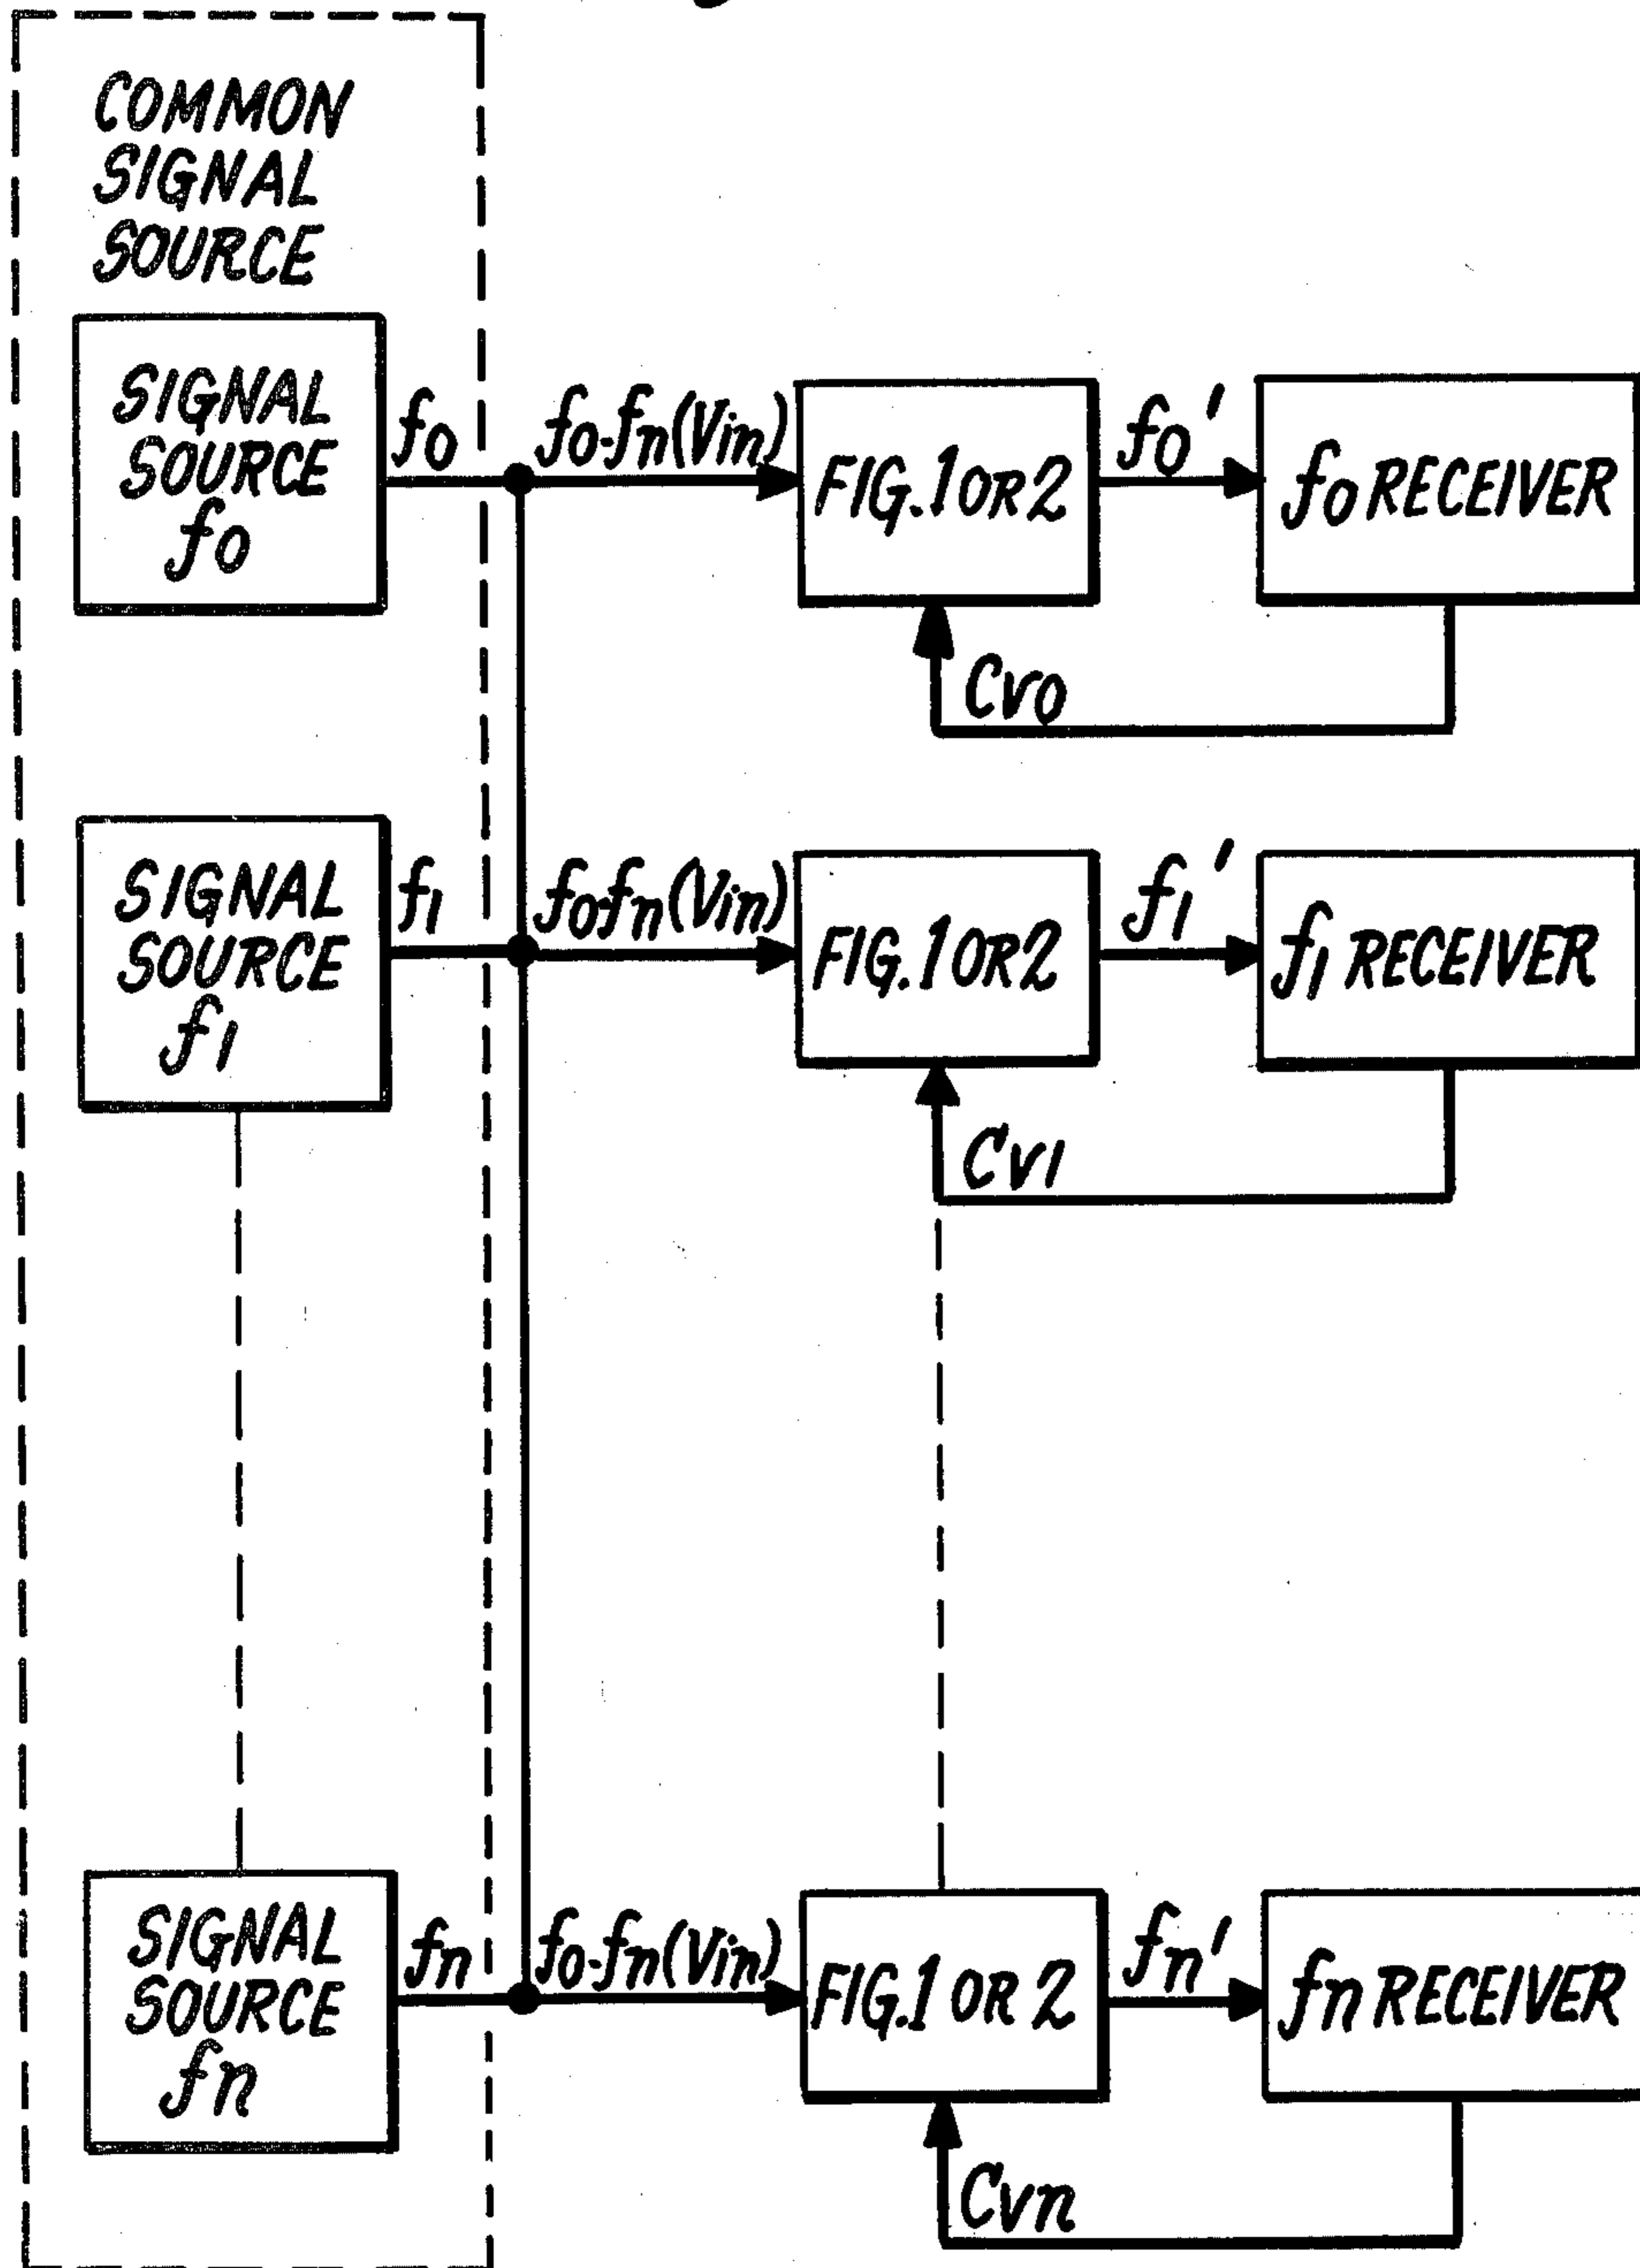 COMMON
SIGNAL
SOURCE
SIGNAL
SOURCE
fo
fo
fo-fn(Vin)
FIG.1 OR 2
fo'
fo RECEIVER
Cvo
SIGNAL
SOURCE
f1
f1
fo-fn(Vin)
FIG.1 OR 2
f1'
f1 RECEIVER
Cv1
SIGNAL
SOURCE
fn
fn
fo-fn(Vin)
FIG.1 OR 2
fn'
fn RECEIVER
Cvn